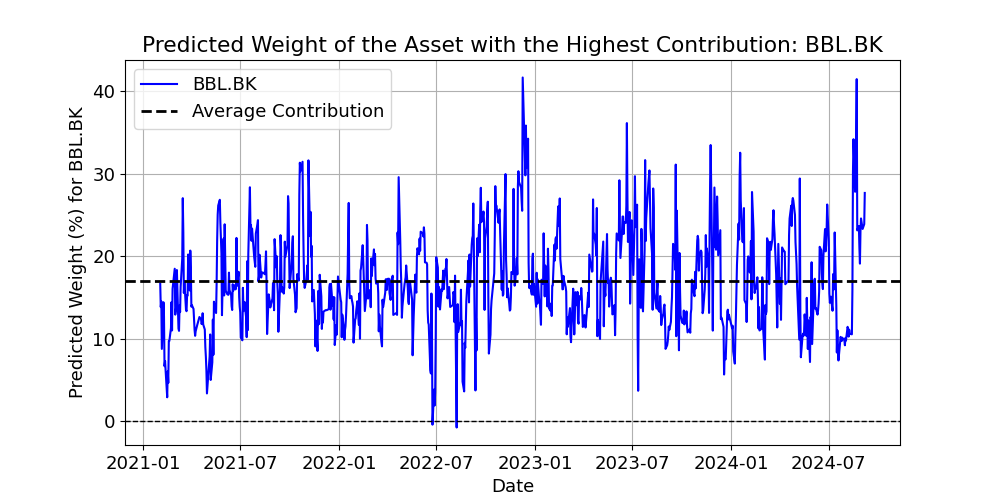 Predicted Weight of the Asset with the Highest Contribution: BBL.BK
BBL.BK
Average Contribution
Predicted Weight (%) for BBL.BK
40
30
20
10
0
2021-01 2021-07 2022-01 2022-07 2023-01 2023-07 2024-01 2024-07
Date